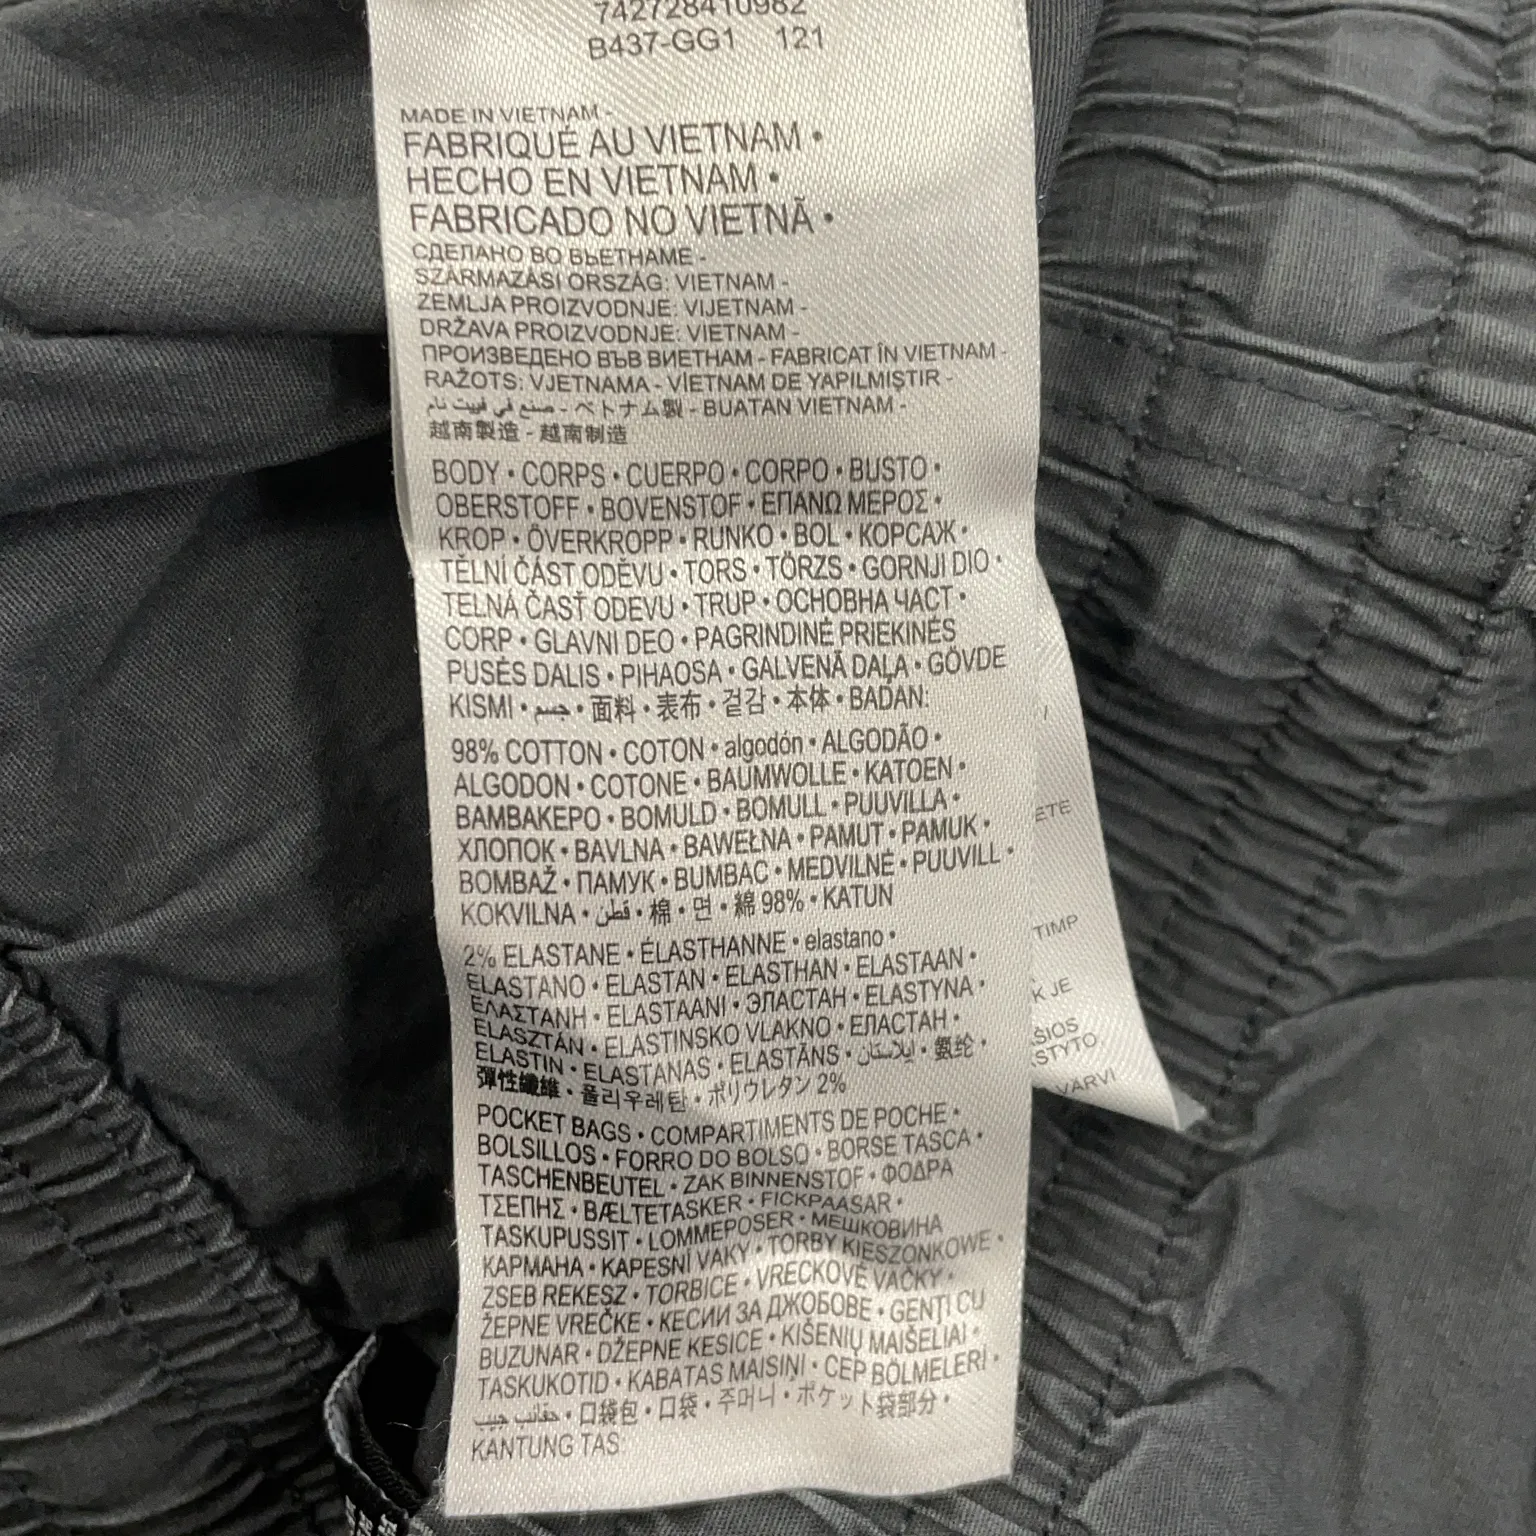 742728410982
B437-GG1 121
MADE IN VIETNAM -
FABRIQUÉ AU VIETNAM •
HECHO EN VIETNAM •
FABRICADO NO VIETNÃ •
СДЕЛАНО ВО ВЬЕТНАМЕ -
SZÁRMAZÁSI ORSZÁG: VIETNAM -
ZEMLJA PROIZVODNJE: VIJETNAM -
DRŽAVA PROIZVODNJE: VIETNAM -
ПРОИЗВЕДЕНО ВЪВ ВИЕТНАМ - FABRICAT ÎN VIETNAM -
RAŽOTS: VJETNAMA - VİETNAM DE YAPILMIŞTIR -
صنع في فييت نام - ベトナム製 - BUATAN VIETNAM -
越南製造 - 越南制造
BODY • CORPS • CUERPO • CORPO • BUSTO •
OBERSTOFF • BOVENSTOF • ΕΠΑΝΩ ΜΕΡΟΣ •
KROP • ÖVERKROPP • RUNKO • BOL • КОРСАЖ •
TĚLNÍ ČÁST ODĚVU • TORS • TÖRZS • GORNJI DIO •
TELNÁ ČASŤ ODEVU • TRUP • ОСНОВНА ЧАСТ •
CORP • GLAVNI DEO • PAGRINDINĖ PRIEKINĖS
PUSĖS DALIS • PIHAOSA • GALVENĀ DAĻA • GÖVDE
KISMI • جسم • 面料 • 表布 • 겉감 • 本体 • BADAN:
98% COTTON • COTON • algodón • ALGODÃO •
ALGODON • COTONE • BAUMWOLLE • KATOEN •
ΒΑΜΒΑΚΕΡΟ • BOMULD • BOMULL • PUUVILLA •
ХЛОПОК • BAVLNA • BAWEŁNA • PAMUT • PAMUK •
BOMBAŽ • ПАМУК • BUMBAC • MEDVILNĖ • PUUVILL •
KOKVILNA • قطن • 棉 • 면 • 綿 98% • KATUN
2% ELASTANE • ÉLASTHANNE • elastano •
ELASTANO • ELASTAN • ELASTHAN • ELASTAAN •
ΕΛΑΣΤΑΝΗ • ELASTAANI • ЭЛАСТАН • ELASTYNA •
ELASZTÁN • ELASTINSKO VLAKNO • ЕЛАСТАН •
ELASTIN • ELASTANAS • ELASTĀNS • ايلاستان • 氨纶 •
彈性纖維 • 폴리우레탄 • ポリウレタン 2%
POCKET BAGS • COMPARTIMENTS DE POCHE •
BOLSILLOS • FORRO DO BOLSO • BORSE TASCA •
TASCHENBEUTEL • ZAK BINNENSTOF • ΦΟΔΡΑ
ΤΣΕΠΗΣ • BÆLTETASKER • FICKPÅSAR •
TASKUPUSSIT • LOMMEPOSER • МЕШКОВИНА
КАРМАНА • KAPESNÍ VAKY • TORBY KIESZONKOWE •
ZSEB REKESZ • TORBICE • VRECKOVÉ VAČKY •
ŽEPNE VREČKE • КЕСИИ ЗА ДЖОБОВЕ • GENȚI CU
BUZUNAR • DŽEPNE KESICE • KIŠENIŲ MAIŠELIAI •
TASKUKOTID • KABATAS MAISIŅI • CEP BÖLMELERİ •
حقائب جيب • 口袋包 • 口袋 • 주머니 • ポケット袋部分 •
KANTUNG TAS:
ETE
TIMP
K JE
ŠIOS
STYTO,
VÄRVI